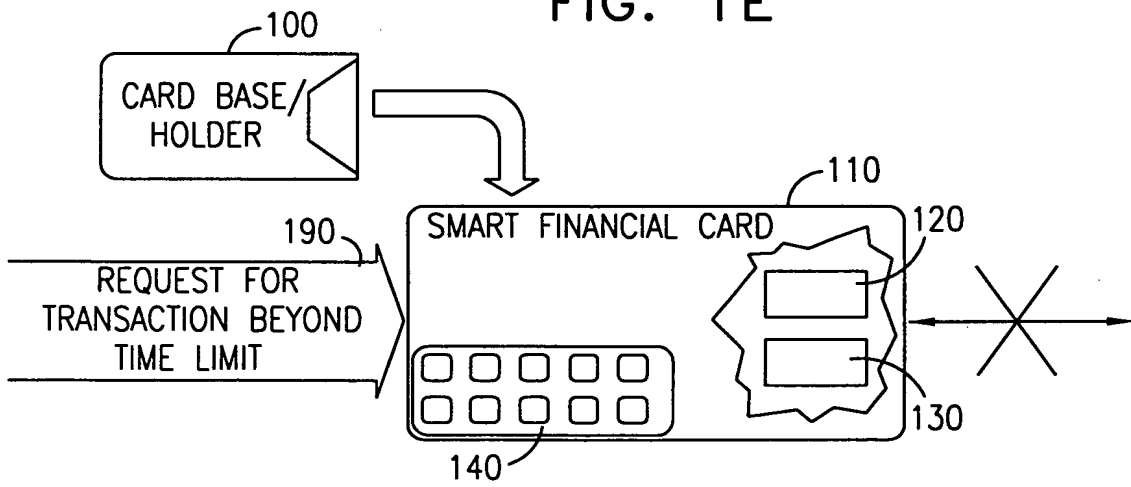 FIG. 1E
100
CARD BASE/
HOLDER
110
SMART FINANCIAL CARD
120
190
REQUEST FOR
TRANSACTION BEYOND
TIME LIMIT
130
140